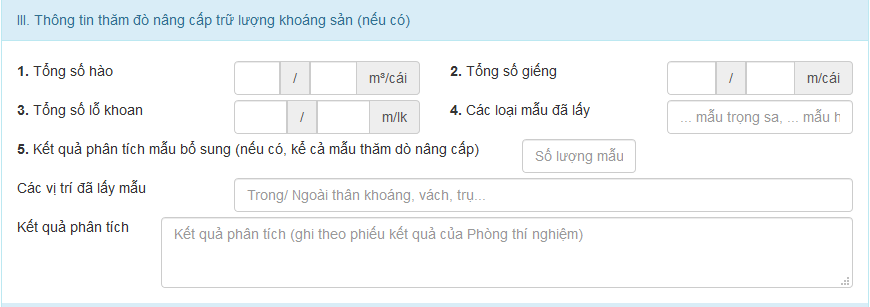 III. Thông tin thăm dò nâng cấp trữ lượng khoáng sản (nếu có)
1. Tổng số hào / m³/cái 2. Tổng số giếng / m/cái
3. Tổng số lỗ khoan / m/lk 4. Các loại mẫu đã lấy ... mẫu trọng sa, ... mẫu h
5. Kết quả phân tích mẫu bổ sung (nếu có, kể cả mẫu thăm dò nâng cấp) Số lượng mẫu
Các vị trí đã lấy mẫu Trong/ Ngoài thân khoáng, vách, trụ...
Kết quả phân tích Kết quả phân tích (ghi theo phiếu kết quả của Phòng thí nghiệm)